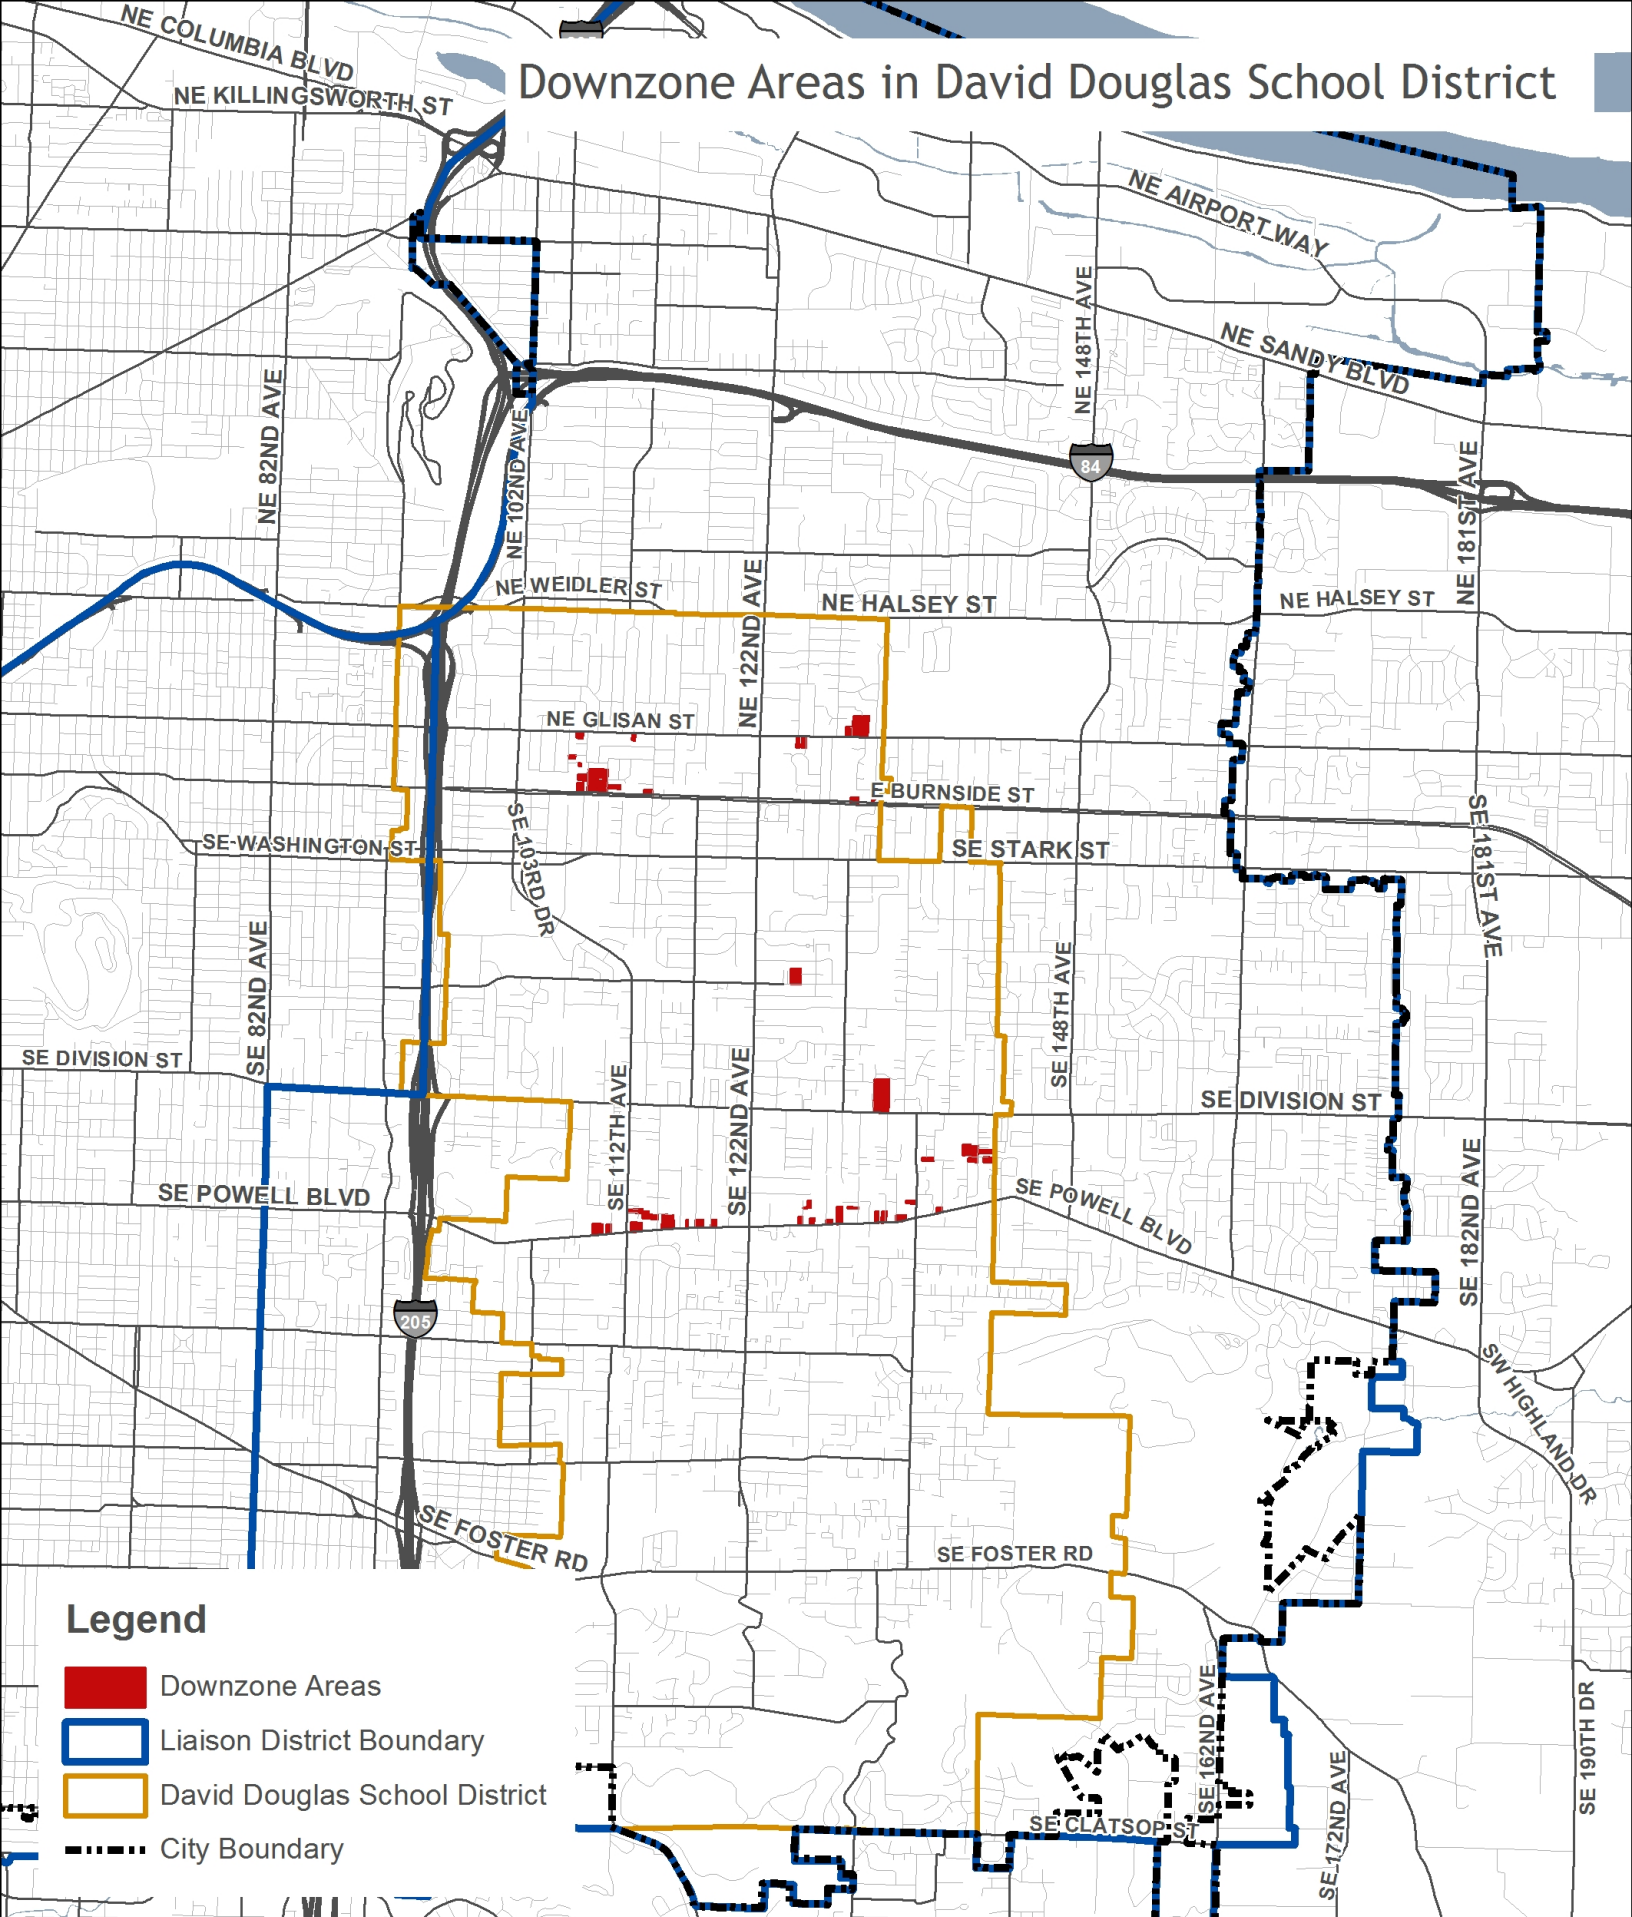 NE COLUMBIA BLVD
NE KILLINGSWORTH ST
Downzone Areas in David Douglas School District
NE AIRPORT WAY
NE 148TH AVE
NE SANDY BLVD
NE 82ND AVE
NE 102ND AVE
84
NE 181ST AVE
NE WEIDLER ST
NE 122ND AVE
NE HALSEY ST
NE HALSEY ST
NE GLISAN ST
E BURNSIDE ST
SE WASHINGTON ST
SE 103RD DR
SE STARK ST
SE 181ST AVE
SE 82ND AVE
SE 148TH AVE
SE DIVISION ST
SE 112TH AVE
SE 122ND AVE
SE DIVISION ST
SE POWELL BLVD
SE POWELL BLVD
SE 182ND AVE
205
SW HIGHLAND DR
SE FOSTER RD
SE FOSTER RD
Legend
Downzone Areas
Liaison District Boundary
David Douglas School District
City Boundary
SE 162ND AVE
SE 190TH DR
SE CLATSOP ST
SE 172ND AVE